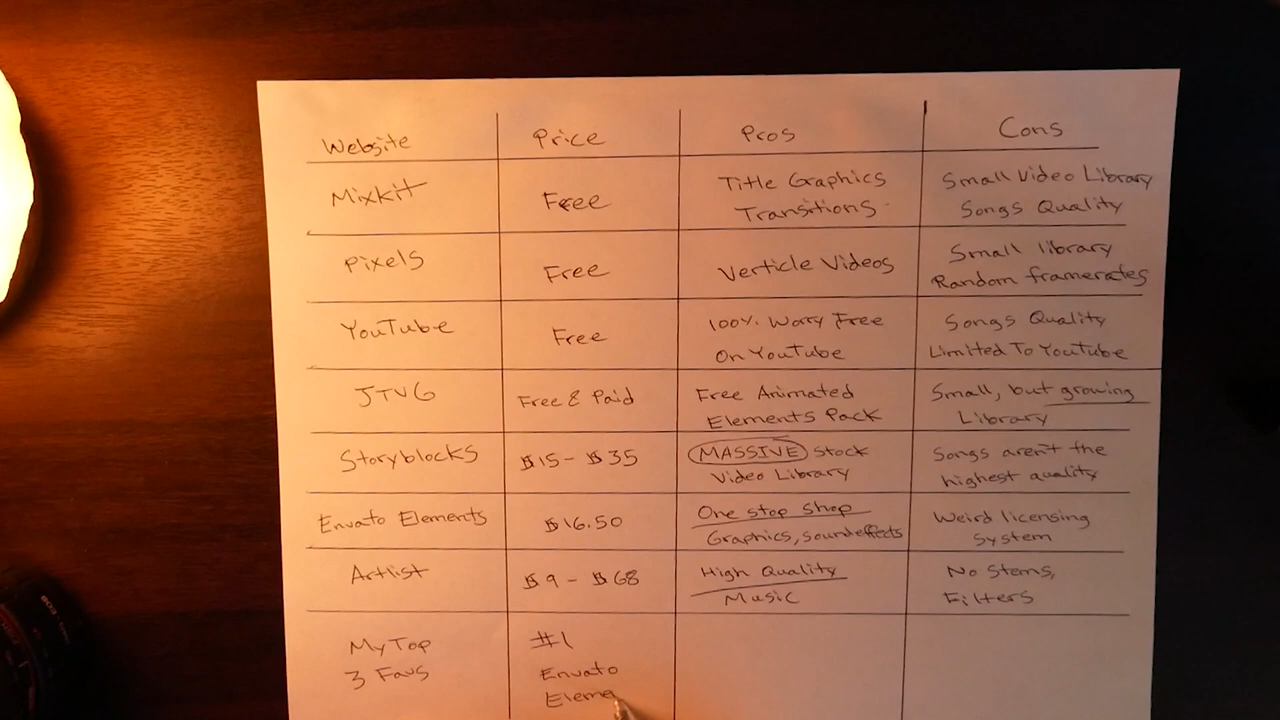 Website Price Pros Cons
Mixkit Free Title Graphics Small Video Library
Transitions Songs Quality
Pixels Free Verticle Videos Small library
Random framerates
YouTube Free 100% Worry Free Songs Quality
On YouTube Limited To YouTube
JTVG Free & Paid Free Animated Small, but growing
Elements Pack Library
Storyblocks $15 - $35 MASSIVE Stock Songs aren't the
Video Library highest quality
Envato Elements $16.50 One stop Shop Weird licensing
Graphics, soundeffects System
Artlist $9 - $68 High Quality No Stems,
Music Filters
My Top #1
3 Favs Envato
Eleme